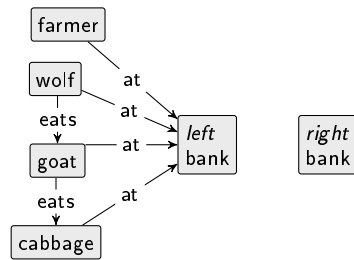 farmer
at
wolf
at
eats
left
bank
right
bank
goat
at
eats
at
cabbage